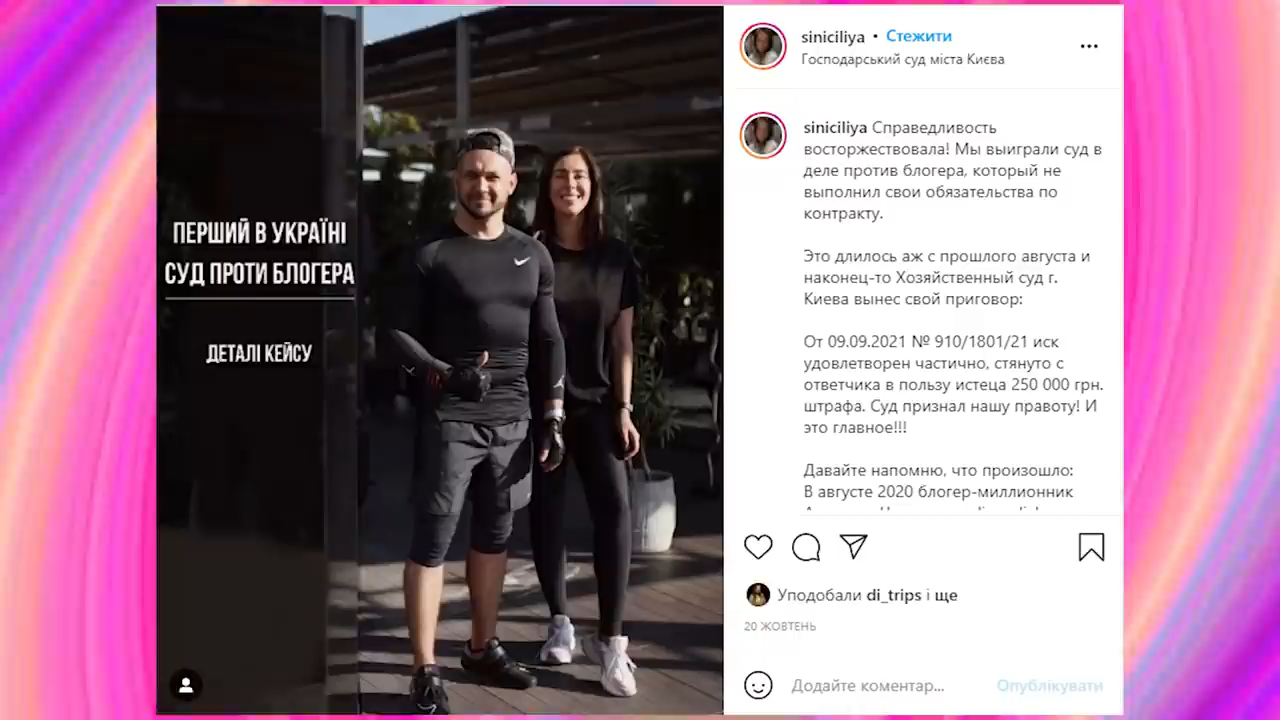 ПЕРШИЙ В УКРАЇНІ
СУД ПРОТИ БЛОГЕРА
ДЕТАЛІ КЕЙСУ
siniciliya • Стежити
Господарський суд міста Києва
siniciliya Справедливость
восторжествовала! Мы выиграли суд в
деле против блогера, который не
выполнил свои обязательства по
контракту.
Это длилось аж с прошлого августа и
наконец-то Хозяйственный суд г.
Киева вынес свой приговор:
От 09.09.2021 № 910/1801/21 иск
удовлетворен частично, стянуто с
ответчика в пользу истеца 250 000 грн.
штрафа. Суд признал нашу правоту! И
это главное!!!
Давайте напомню, что произошло:
В августе 2020 блогер-миллионник
Уподобали di_trips і ще
20 ЖОВТЕНЬ
Додайте коментар...
Опублікувати